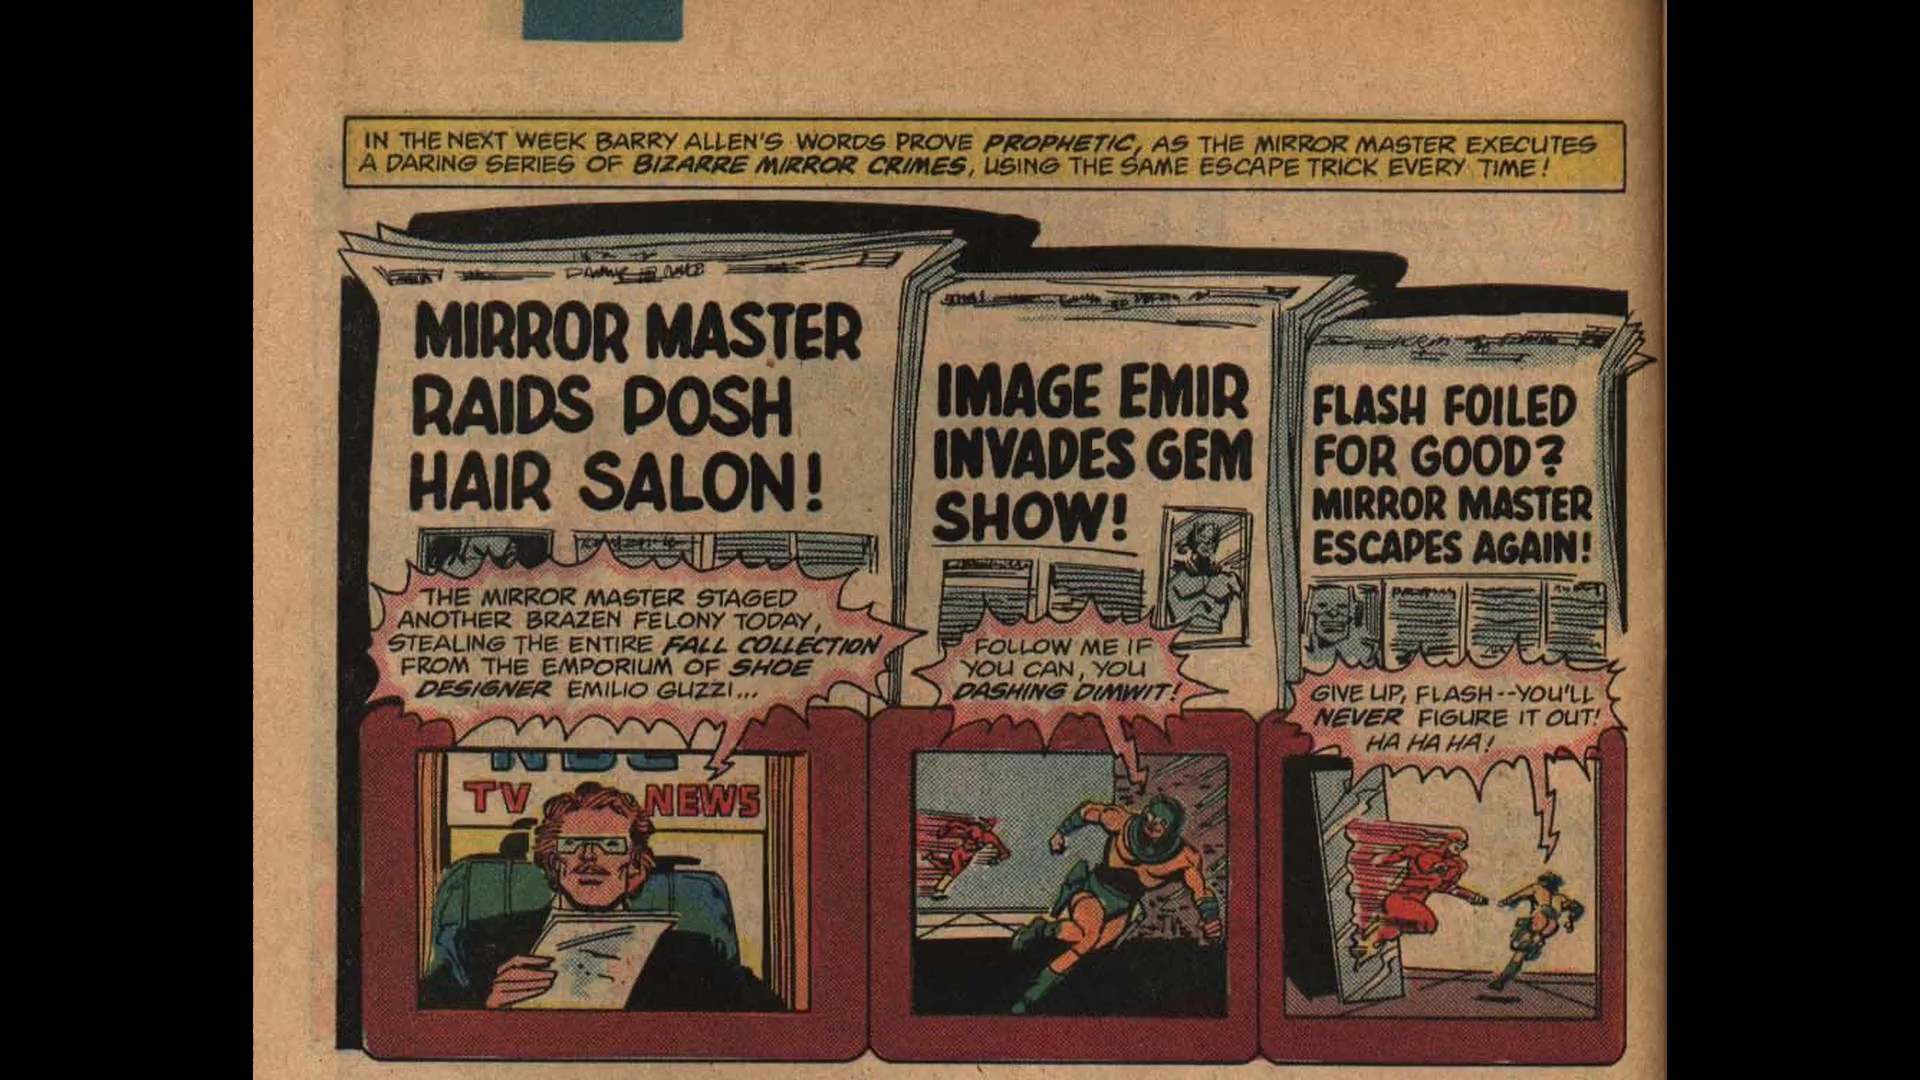 IN THE NEXT WEEK BARRY ALLEN'S WORDS PROVE PROPHETIC, AS THE MIRROR MASTER EXECUTES
A DARING SERIES OF BIZARRE MIRROR CRIMES, USING THE SAME ESCAPE TRICK EVERY TIME!
MIRROR MASTER
RAIDS POSH
HAIR SALON!
IMAGE EMIR
INVADES GEM
SHOW!
FLASH FOILED
FOR GOOD?
MIRROR MASTER
ESCAPES AGAIN!
THE MIRROR MASTER STAGED
ANOTHER BRAZEN FELONY TODAY,
STEALING THE ENTIRE FALL COLLECTION
FROM THE EMPORIUM OF SHOE
DESIGNER EMILIO GUZZI...
FOLLOW ME IF
YOU CAN, YOU
DASHING DIMWIT!
GIVE UP, FLASH--YOU'LL
NEVER FIGURE IT OUT!
HA HA HA!
TV NEWS